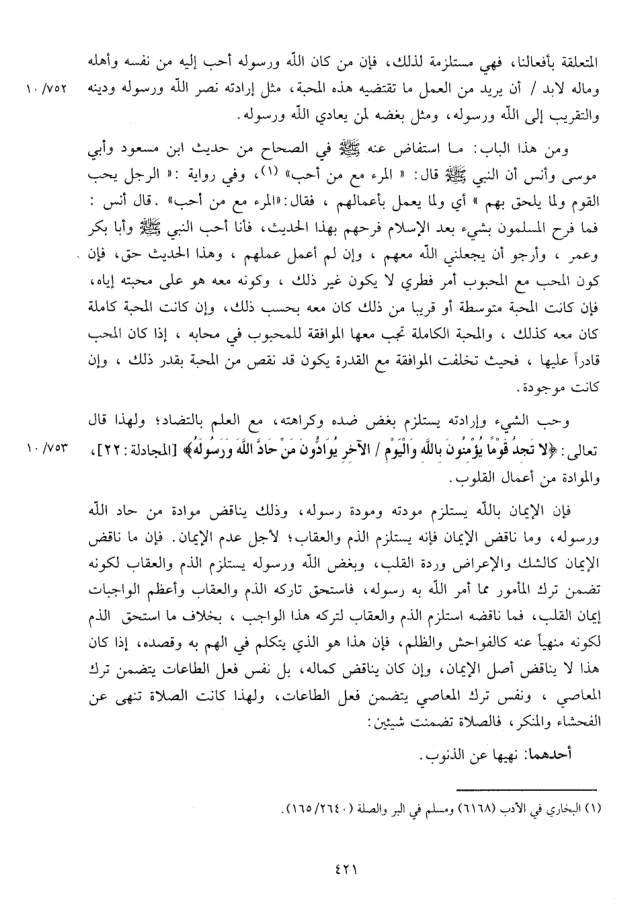 المتعلقة بأفعالنا، فهي مستلزمة لذلك، فإن من كان الله ورسوله أحب إليه من نفسه وأهله
وماله لابد / أن يريد من العمل ما تقتضيه هذه المحبة، مثل إرادته نصر الله ورسوله ودينه
١٠/٧٥٢
والتقريب إلى الله ورسوله، ومثل بغضه لمن يعادي الله ورسوله.
ومن هذا الباب: ما استفاض عنه ﷺ في الصحاح من حديث ابن مسعود وأبي
موسى وأنس أن النبي ﷺ قال: « المرء مع من أحب» (١)، وفي رواية :« الرجل يحب
القوم ولما يلحق بهم » أي ولما يعمل بأعمالهم ، فقال:«المرء مع من أحب» . قال أنس :
فما فرح المسلمون بشيء بعد الإسلام فرحهم بهذا الحديث، فأنا أحب النبي ﷺ وأبا بكر
وعمر ، وأرجو أن يجعلني الله معهم ، وإن لم أعمل عملهم ، وهذا الحديث حق، فإن
كون المحب مع المحبوب أمر فطري لا يكون غير ذلك ، وكونه معه هو على محبته إياه،
فإن كانت المحبة متوسطة أو قريبا من ذلك كان معه بحسب ذلك، وإن كانت المحبة كاملة
كان معه كذلك ، والمحبة الكاملة تجب معها الموافقة للمحبوب في محابه ، إذا كان المحب
قادراً عليها ، فحيث تخلفت الموافقة مع القدرة يكون قد نقص من المحبة بقدر ذلك ، وإن
كانت موجودة.
وحب الشيء وإرادته يستلزم بغض ضده وكراهته، مع العلم بالتضاد؛ ولهذا قال
تعالى: ﴿لا تَجِدُ قَوْمًا يُؤْمِنُونَ بِاللَّهِ وَالْيَوْمِ / الآخِرِ يُوَادُّونَ مَنْ حَادَّ اللَّهَ وَرَسُولَهُ﴾ [المجادلة: ٢٢]،
١٠/٧٥٣
والموادة من أعمال القلوب.
فإن الإيمان بالله يستلزم مودته ومودة رسوله، وذلك يناقض موادة من حاد الله
ورسوله، وما ناقض الإيمان فإنه يستلزم الذم والعقاب؛ لأجل عدم الإيمان. فإن ما ناقض
الإيمان كالشك والإعراض وردة القلب، وبغض الله ورسوله يستلزم الذم والعقاب لكونه
تضمن ترك المأمور مما أمر الله به رسوله، فاستحق تاركه الذم والعقاب وأعظم الواجبات
إيمان القلب، فما ناقضه استلزم الذم والعقاب لتركه هذا الواجب ، بخلاف ما استحق الذم
لكونه منهياً عنه كالفواحش والظلم، فإن هذا هو الذي يتكلم في الهم به وقصده، إذا كان
هذا لا يناقض أصل الإيمان، وإن كان يناقض كماله، بل نفس فعل الطاعات يتضمن ترك
المعاصي ، ونفس ترك المعاصي يتضمن فعل الطاعات، ولهذا كانت الصلاة تنهى عن
الفحشاء والمنكر، فالصلاة تضمنت شيئين:
أحدهما: نهيها عن الذنوب.
(١) البخاري في الأدب (٦١٦٨) ومسلم في البر والصلة (٢٦٤٠/ ١٦٥).
٤٢١